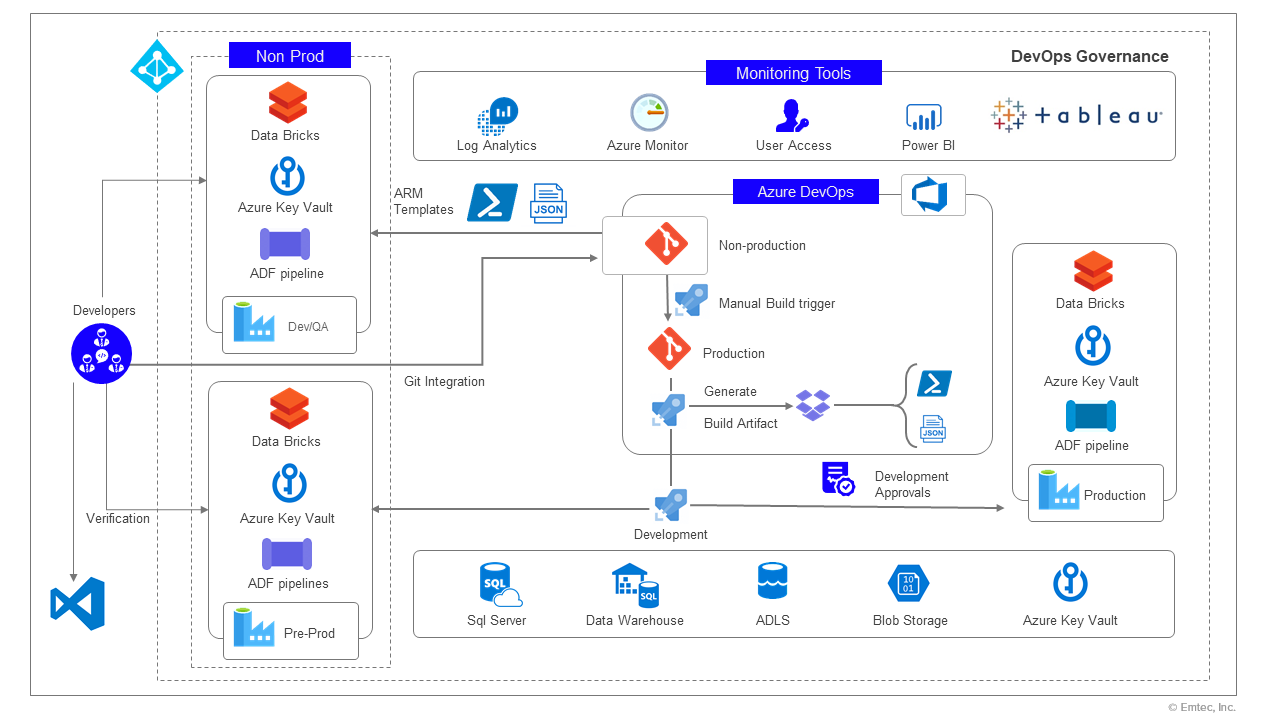 DevOps Governance
Non Prod
Monitoring Tools
Data Bricks
Azure Key Vault
ADF pipeline
Dev/QA
Log Analytics
Azure Monitor
User Access
Power BI
+ableau
ARM
Templates
JSON
Azure DevOps
Non-production
Manual Build trigger
Production
Generate
Build Artifact
JSON
Developers
Git Integration
Data Bricks
Azure Key Vault
ADF pipeline
Production
Data Bricks
Azure Key Vault
ADF pipelines
Pre-Prod
Verification
Development
Approvals
Development
SQL
Sql Server
SQL
Data Warehouse
ADLS
10
01
Blob Storage
Azure Key Vault
© Emtec, Inc.